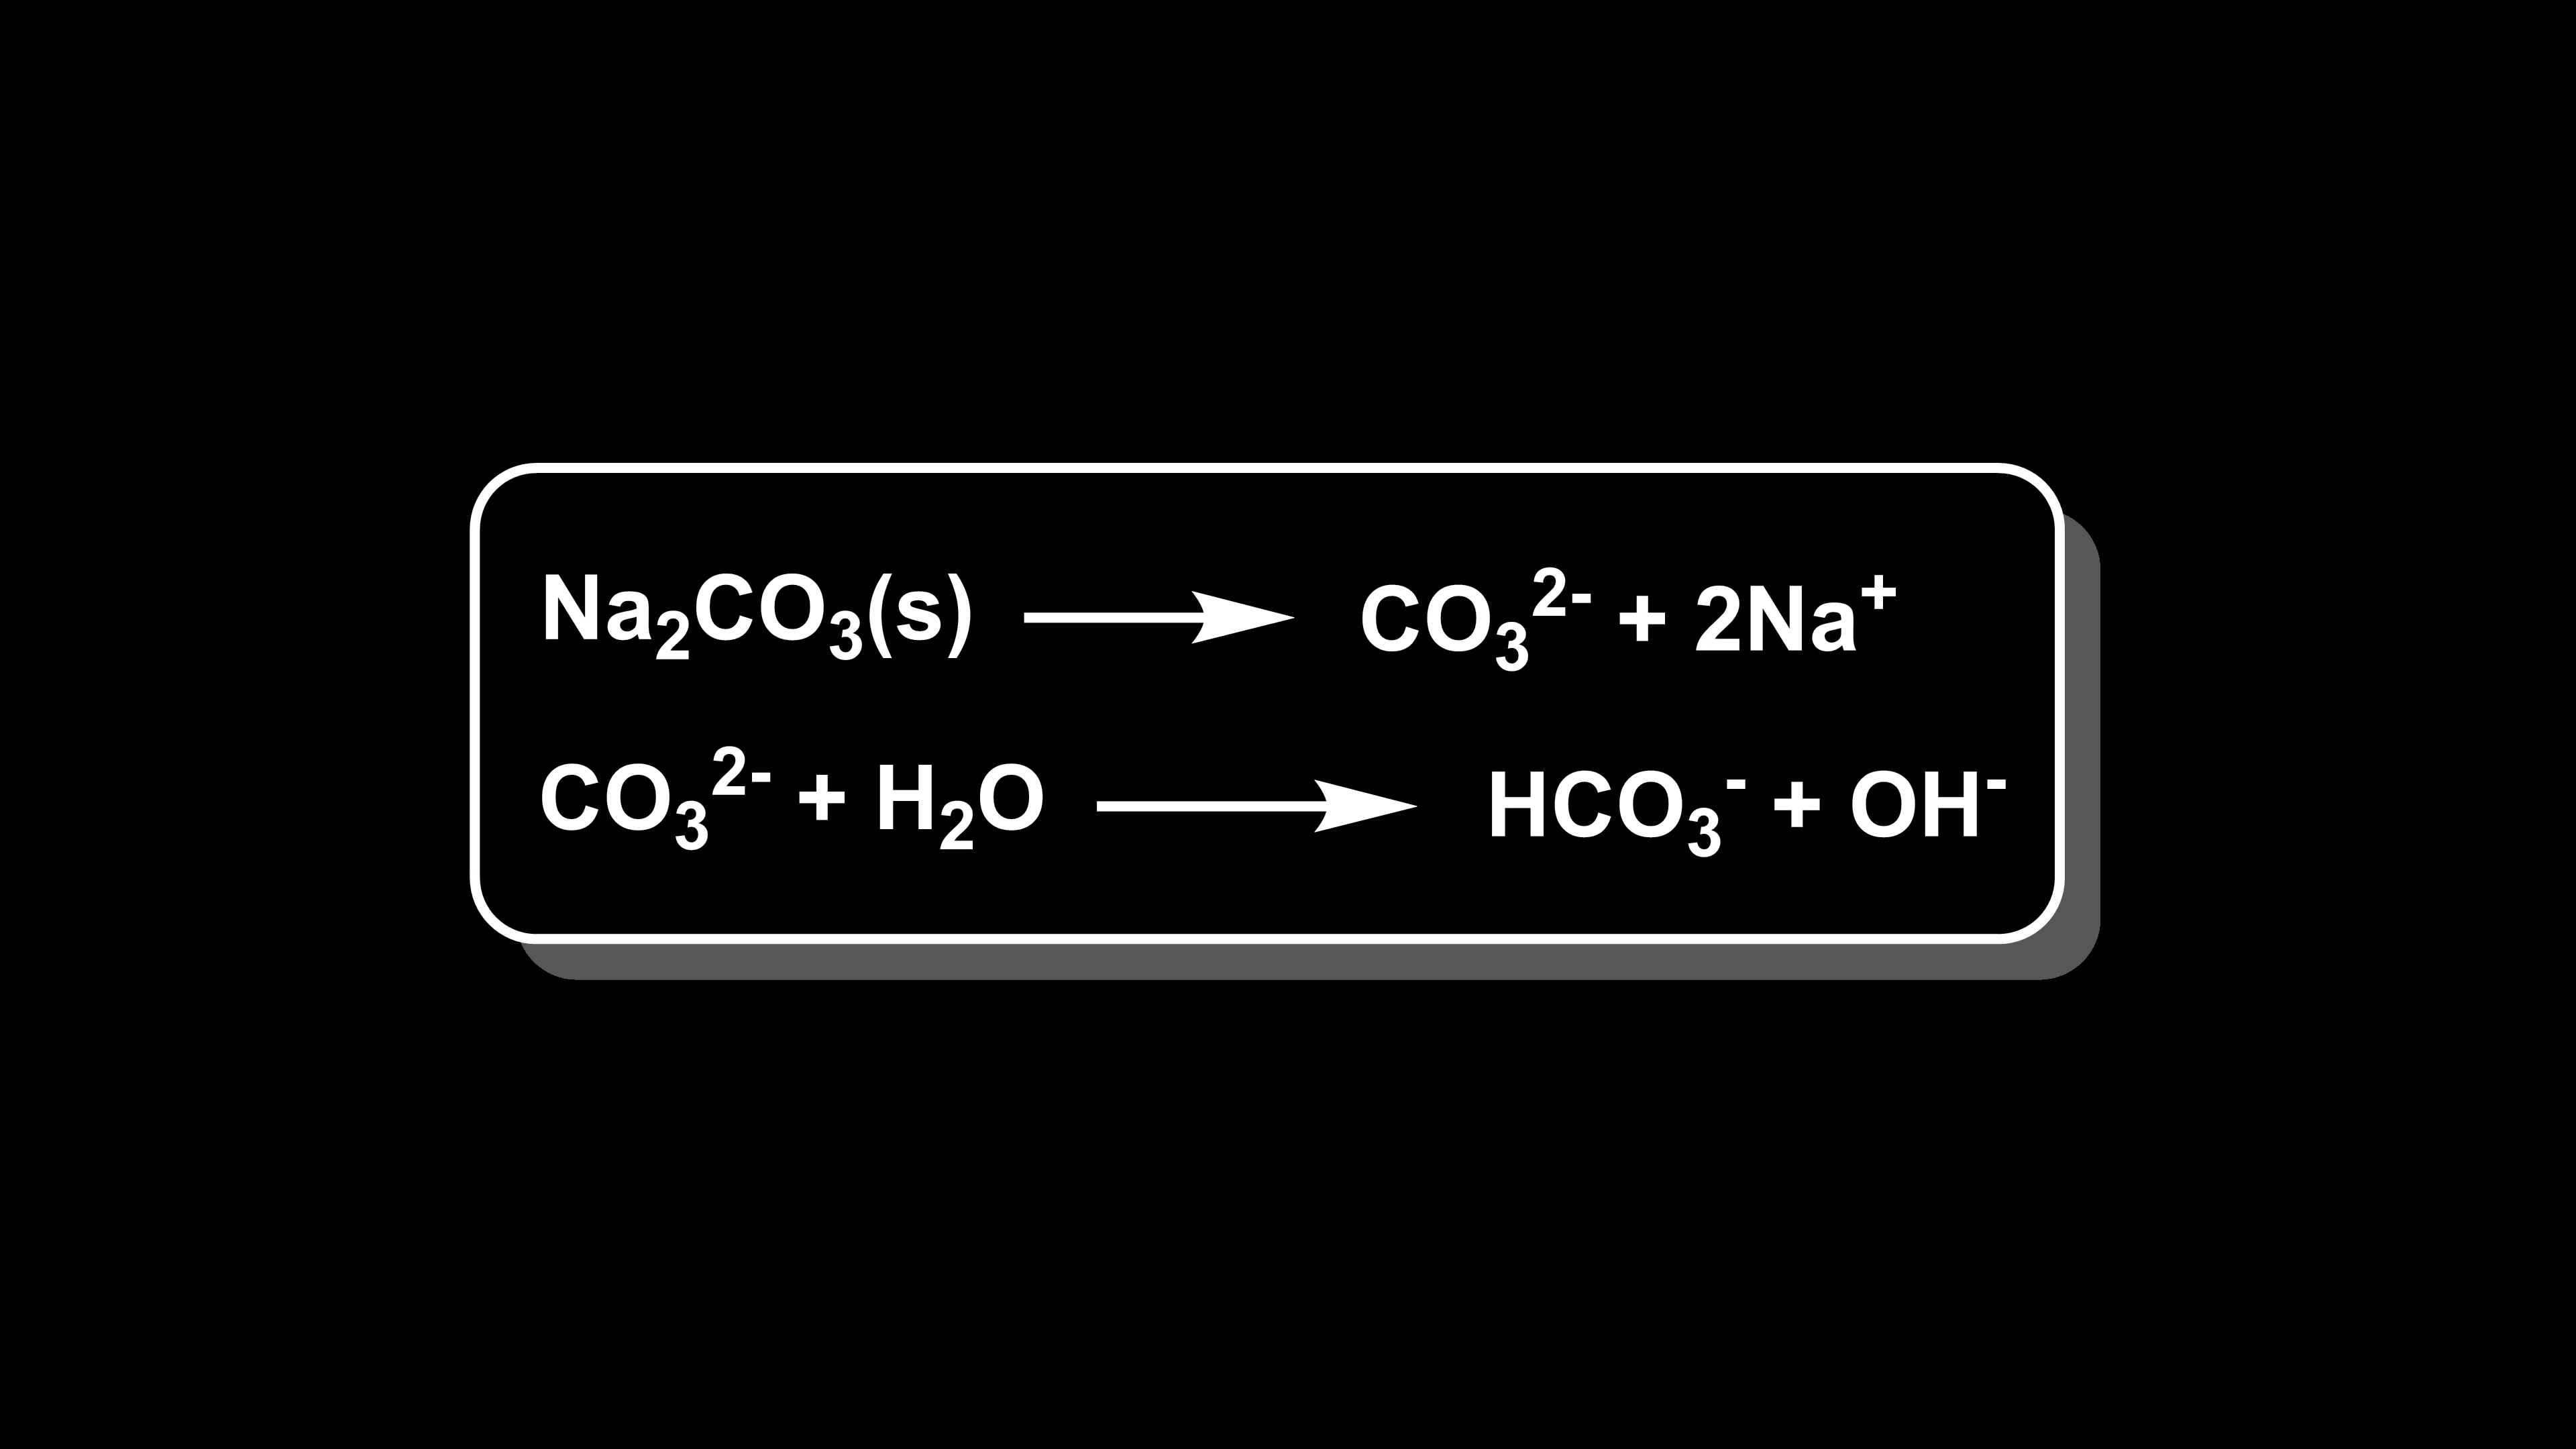 Na₂CO₃(s) ⟶ CO₃²⁻ + 2Na⁺
CO₃²⁻ + H₂O ⟶ HCO₃⁻ + OH⁻